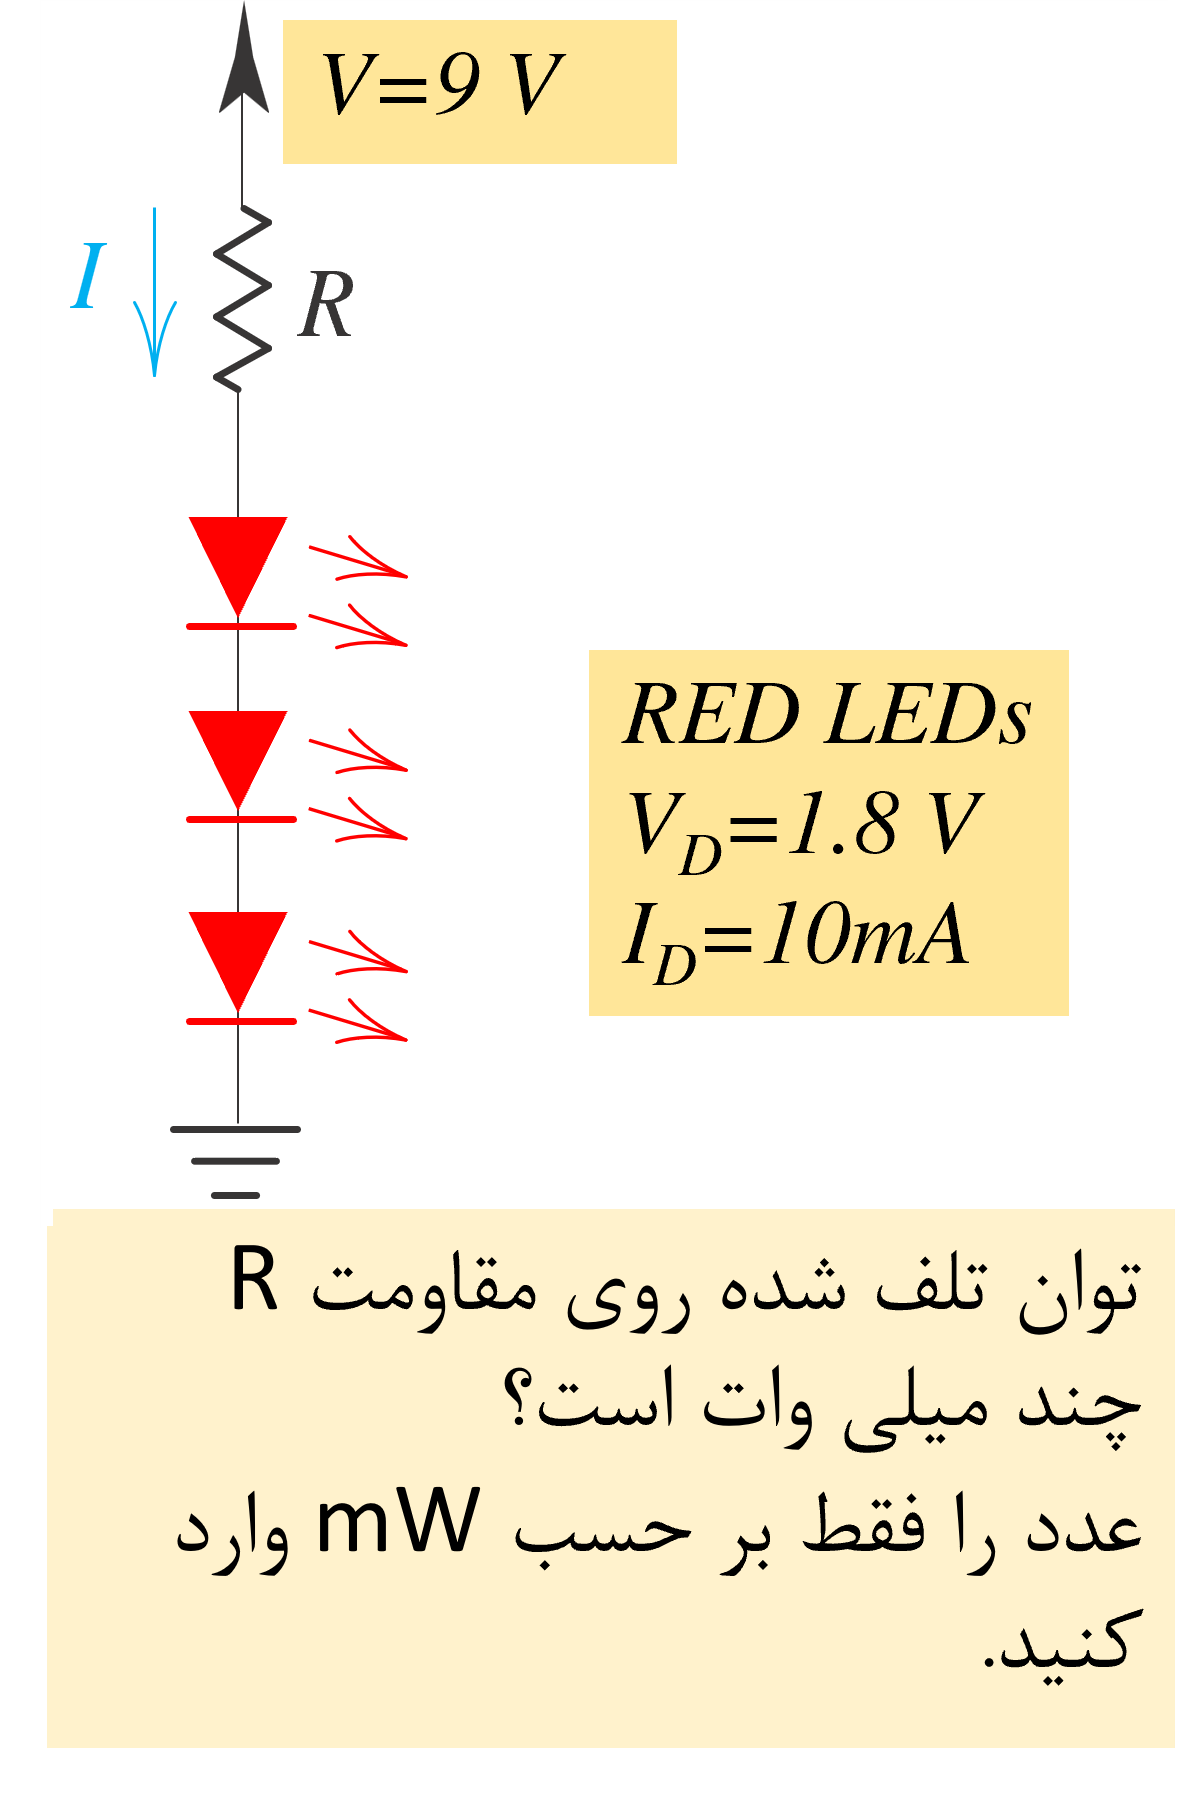 V=9 V
I
R
RED LEDs
V_D=1.8 V
I_D=10mA
توان تلف شده روی مقاومت R
چند میلی وات است؟
عدد را فقط بر حسب mW وارد
کنید.